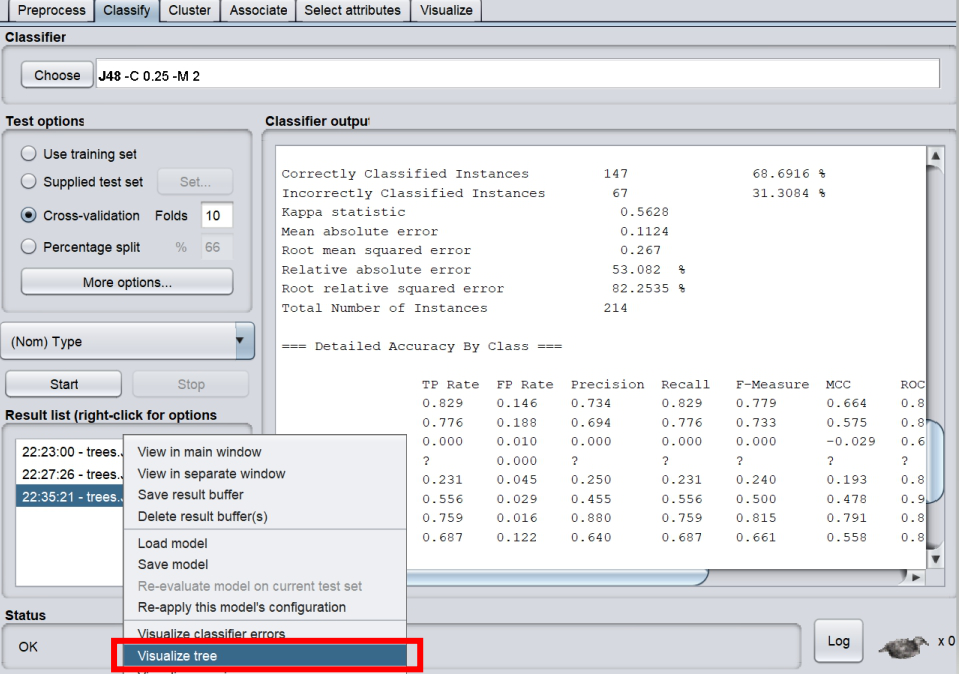 Preprocess Classify Cluster Associate Select attributes Visualize
Classifier
Choose J48 -C 0.25 -M 2
Test options
Use training set
Supplied test set Set...
Cross-validation Folds 10
Percentage split % 66
More options...
(Nom) Type
Start Stop
Result list (right-click for options
22:23:00 - trees.
22:27:26 - trees.
22:35:21 - trees.
View in main window
View in separate window
Save result buffer
Delete result buffer(s)
Load model
Save model
Re-evaluate model on current test set
Re-apply this model's configuration
Visualize classifier errors
Visualize tree
Classifier output
Correctly Classified Instances 147 68.6916 %
Incorrectly Classified Instances 67 31.3084 %
Kappa statistic 0.5628
Mean absolute error 0.1124
Root mean squared error 0.267
Relative absolute error 53.082 %
Root relative squared error 82.2535 %
Total Number of Instances 214
=== Detailed Accuracy By Class ===
TP Rate FP Rate Precision Recall F-Measure MCC ROC
0.829 0.146 0.734 0.829 0.779 0.664 0.8
0.776 0.188 0.694 0.776 0.733 0.575 0.8
0.000 0.010 0.000 0.000 0.000 -0.029 0.6
? 0.000 ? ? ? ? ?
0.231 0.045 0.250 0.231 0.240 0.193 0.8
0.556 0.029 0.455 0.556 0.500 0.478 0.9
0.759 0.016 0.880 0.759 0.815 0.791 0.8
0.687 0.122 0.640 0.687 0.661 0.558 0.8
Status
OK
Log x 0